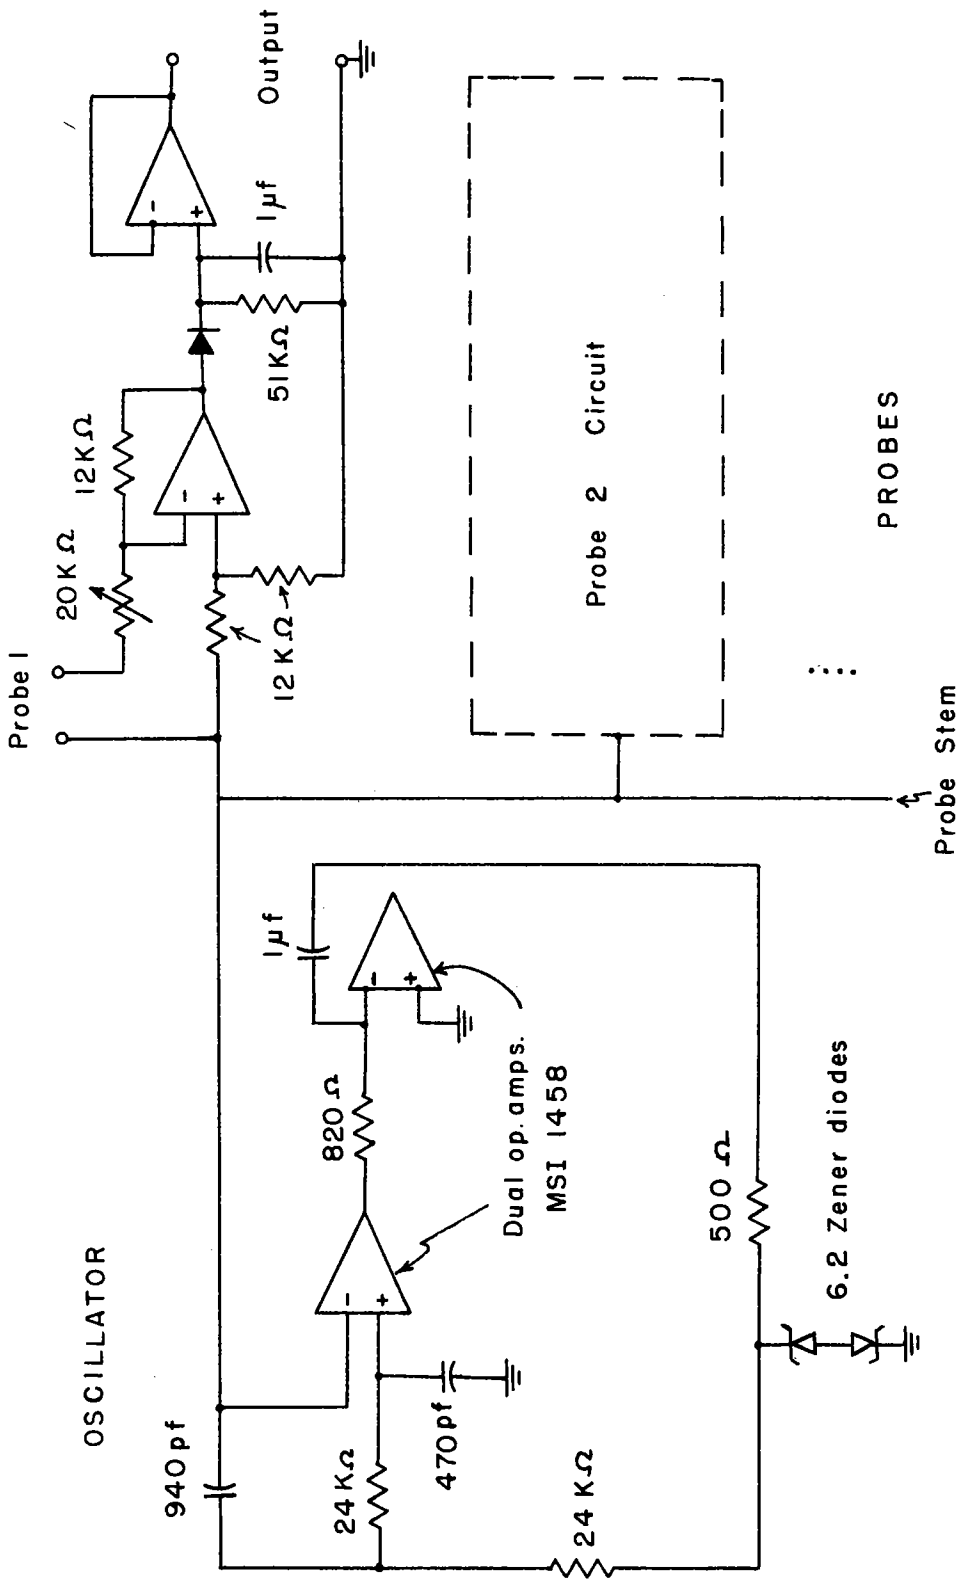 OSCILLATOR
940pf
24KΩ
470pf
24KΩ
820Ω
1μf
Dual op. amps.
MSI 1458
500Ω
6.2 Zener diodes
Probe 1
20KΩ
12KΩ
12KΩ
51KΩ
1μf
Output
Probe 2 Circuit
Probe Stem
PROBES
-
+
-
+
-
+
-
+